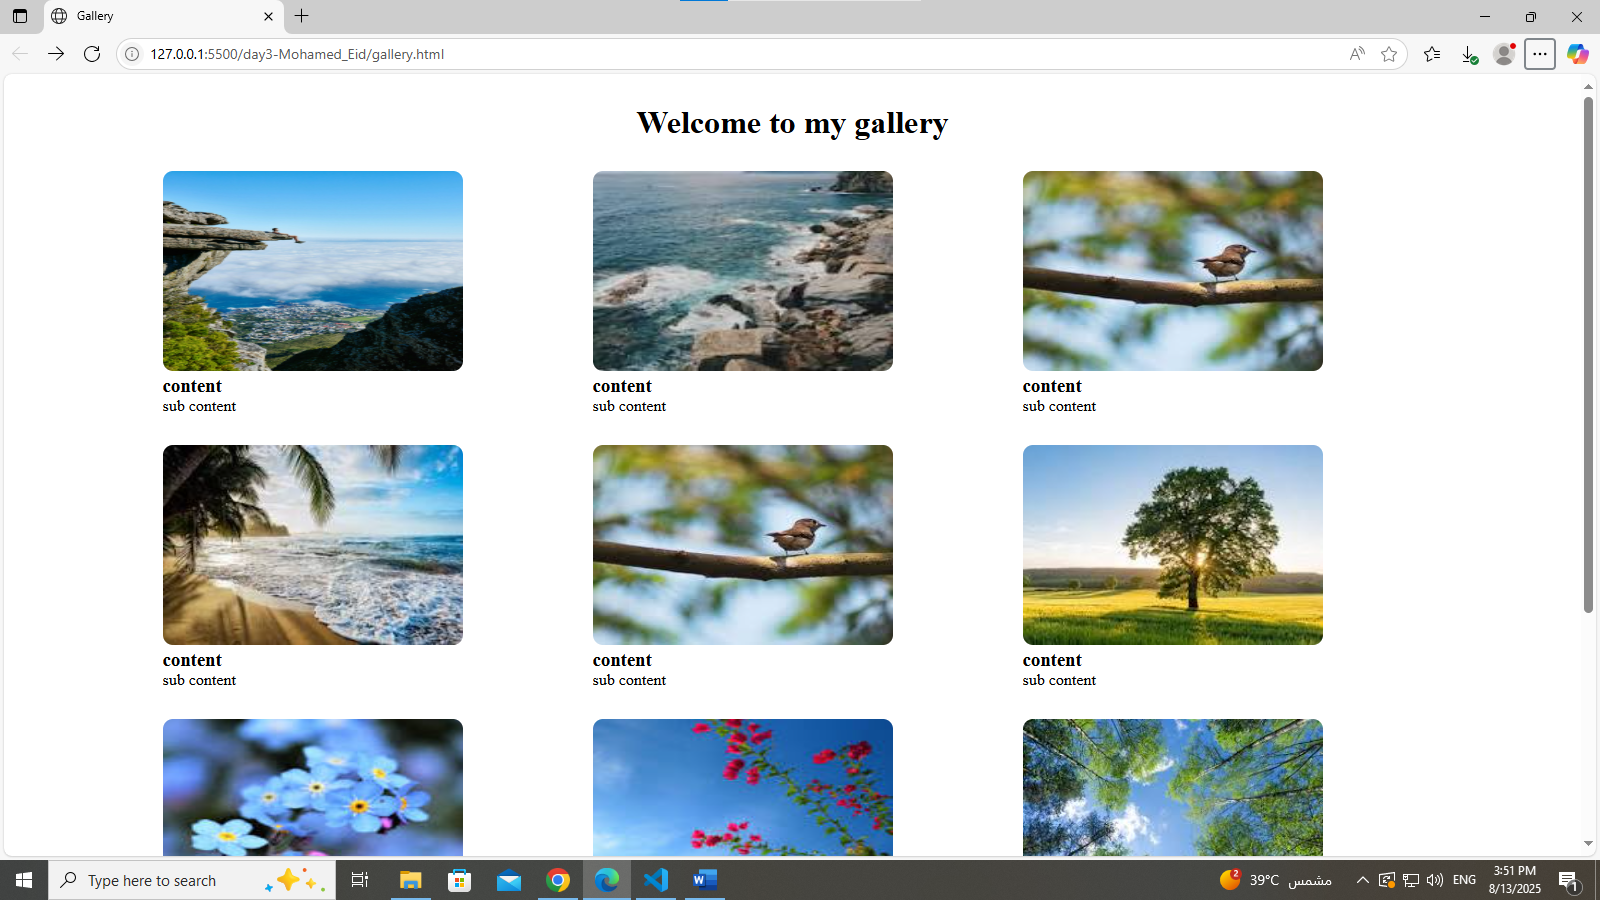 Gallery
127.0.0.1:5500/day3-Mohamed_Eid/gallery.html
Welcome to my gallery
content
sub content
content
sub content
content
sub content
content
sub content
content
sub content
content
sub content
Type here to search
2
39°C مشمس
ENG
3:51 PM
8/13/2025
1